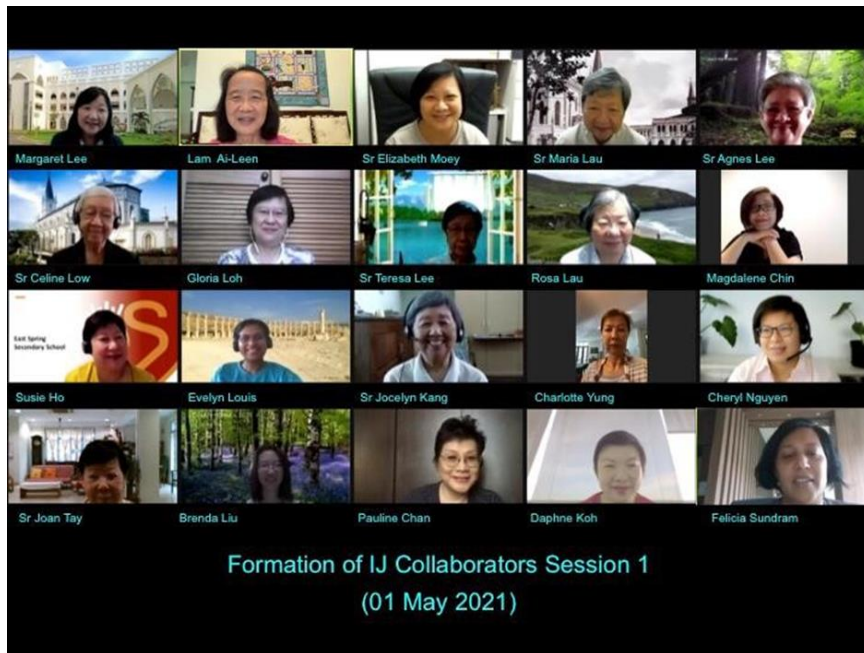 Margaret Lee
Lam Ai-Leen
Sr Elizabeth Moey
Sr Maria Lau
Sr Agnes Lee
Sr Celine Low
Gloria Loh
Sr Teresa Lee
Rosa Lau
Magdalene Chin
East Spring
Secondary School
Susie Ho
Evelyn Louis
Sr Jocelyn Kang
Charlotte Yung
Cheryl Nguyen
Sr Joan Tay
Brenda Liu
Pauline Chan
Daphne Koh
Felicia Sundram
Formation of IJ Collaborators Session 1
(01 May 2021)